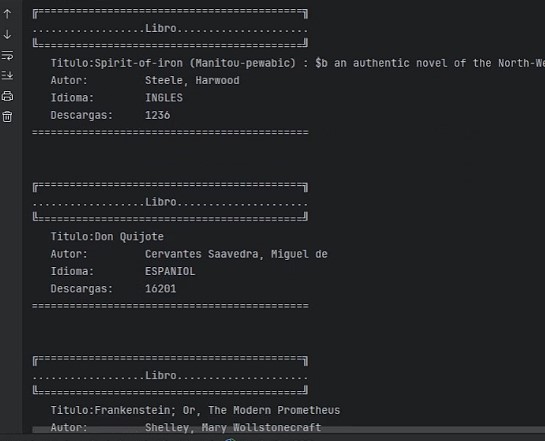 ╔==========================================╗
..................Libro.....................
╚==========================================╝
Titulo:Spirit-of-iron (Manitou-pewabic) : $b an authentic novel of the North-We
Autor: Steele, Harwood
Idioma: INGLES
Descargas: 1236
============================================
╔==========================================╗
..................Libro.....................
╚==========================================╝
Titulo:Don Quijote
Autor: Cervantes Saavedra, Miguel de
Idioma: ESPANIOL
Descargas: 16201
============================================
╔==========================================╗
..................Libro.....................
╚==========================================╝
Titulo:Frankenstein; Or, The Modern Prometheus
Autor: Shelley, Mary Wollstonecraft